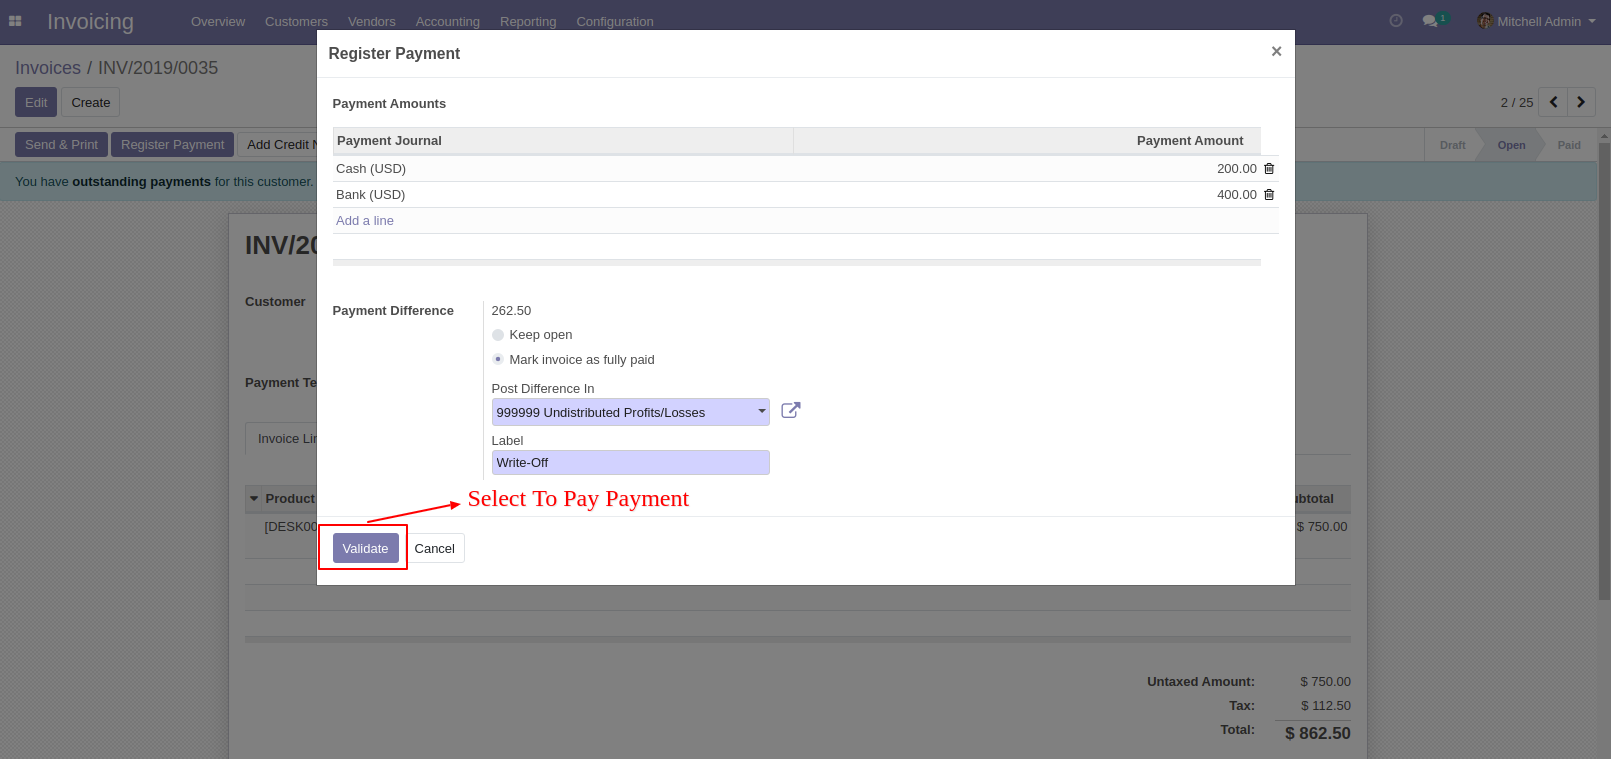 Invoicing Overview Customers Vendors Accounting Reporting Configuration 1 Mitchell Admin
Register Payment ×
Invoices / INV/2019/0035
Edit Create
2 / 25
Payment Amounts
Send & Print Register Payment Add Credit N
Draft Open Paid
Payment Journal Payment Amount
You have outstanding payments for this customer.
Cash (USD) 200.00
Bank (USD) 400.00
Add a line
INV/20
Customer
Payment Difference 262.50
Keep open
Mark invoice as fully paid
Payment Te
Post Difference In
999999 Undistributed Profits/Losses
Invoice Lin
Label
Write-Off
Select To Pay Payment
Product ubtotal
[DESK00 $ 750.00
Validate Cancel
Untaxed Amount: $ 750.00
Tax: $ 112.50
Total: $ 862.50